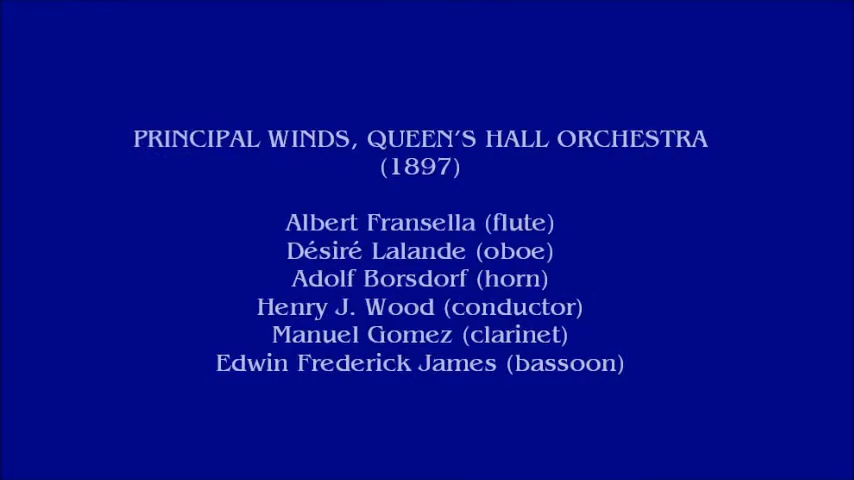 PRINCIPAL WINDS, QUEEN'S HALL ORCHESTRA
(1897)
Albert Fransella (flute)
Désiré Lalande (oboe)
Adolf Borsdorf (horn)
Henry J. Wood (conductor)
Manuel Gomez (clarinet)
Edwin Frederick James (bassoon)